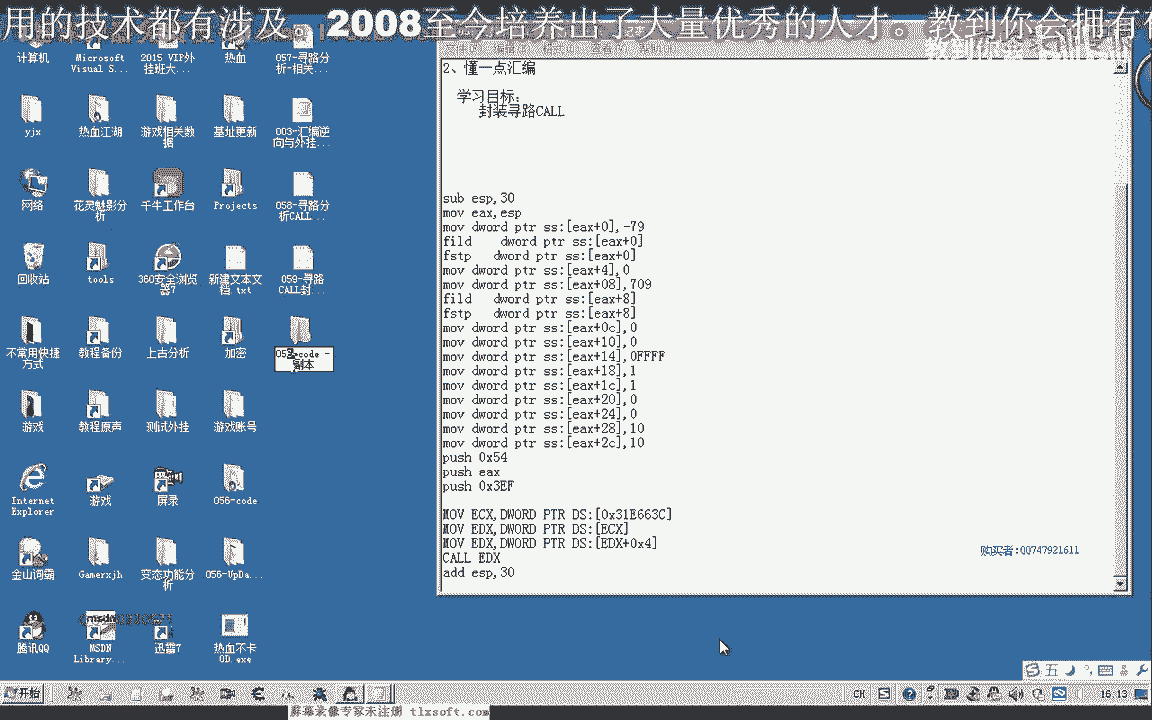 用的技术都有涉及、2008至今培养出了大量优秀的人才。教到你会拥有
计算机
Microsoft Visual S...
2015 VIP外挂班大...
热血
057-寻路分析-相关...
yjx
热血江湖
游戏相关数据
基址更新
003-汇编逆向与外挂...
网络
花灵魅影分析
千牛工作台
Projects
058-寻路分析CALL...
回收站
tools
360安全浏览器7
新建文本文档.txt
059-寻路CALL封...
不常用快捷方式
教程备份
上古分析
加密
code - 副本
游戏
教程原声
测试外挂
游戏账号
Internet Explorer
游戏
屏录
056-code
金山词霸
Gamerxjh
变态功能分析
056-UpDa...
腾讯QQ
MSDN Library...
迅雷7
热血不卡OD.exe
2、懂一点汇编
学习目标:
封装寻路CALL
sub esp,30
mov eax,esp
mov dword ptr ss:[eax+0],-79
fild dword ptr ss:[eax+0]
fstp dword ptr ss:[eax+0]
mov dword ptr ss:[eax+4],0
mov dword ptr ss:[eax+08],709
fild dword ptr ss:[eax+8]
fstp dword ptr ss:[eax+8]
mov dword ptr ss:[eax+0c],0
mov dword ptr ss:[eax+10],0
mov dword ptr ss:[eax+14],0FFFF
mov dword ptr ss:[eax+18],1
mov dword ptr ss:[eax+1c],1
mov dword ptr ss:[eax+20],0
mov dword ptr ss:[eax+24],0
mov dword ptr ss:[eax+28],10
mov dword ptr ss:[eax+2c],10
push 0x54
push eax
push 0x3EF
MOV ECX,DWORD PTR DS:[0x31E663C]
MOV EDX,DWORD PTR DS:[ECX]
MOV EDX,DWORD PTR DS:[EDX+0x4]
CALL EDX
add esp,30
购买者:QQ747921611
五
开始
CH
16:13
屏幕录像专家未注册 tlxsoft.com